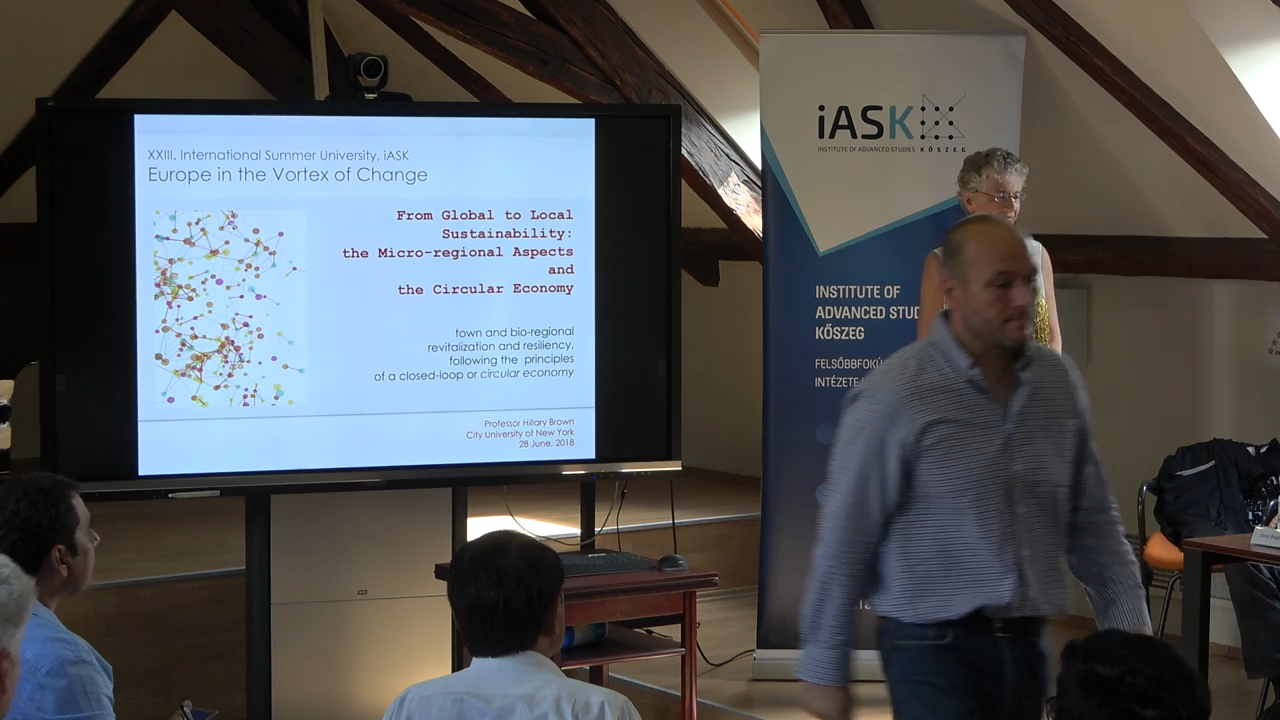 XXIII. International Summer University, iASK
Europe in the Vortex of Change
From Global to Local
Sustainability:
the Micro-regional Aspects
and
the Circular Economy
town and bio-regional
revitalization and resiliency,
following the principles
of a closed-loop or circular economy
Professor Hillary Brown
City University of New York
28 June, 2018
iASK
INSTITUTE OF ADVANCED STUDIES KŐSZEG
INSTITUTE OF
ADVANCED STUD
KŐSZEG
FELSŐBBFOKÚ
INTÉZETE